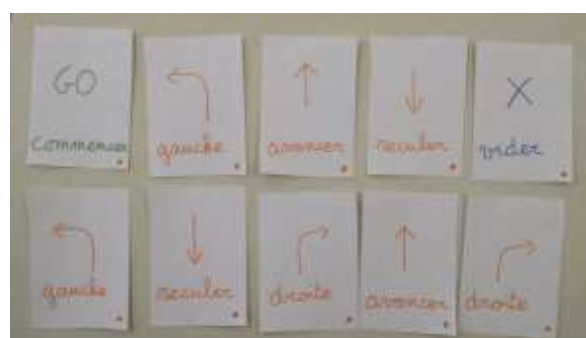 GO
commencer
gauche
avancer
reculer
X
vider
gauche
reculer
droite
avancer
droite